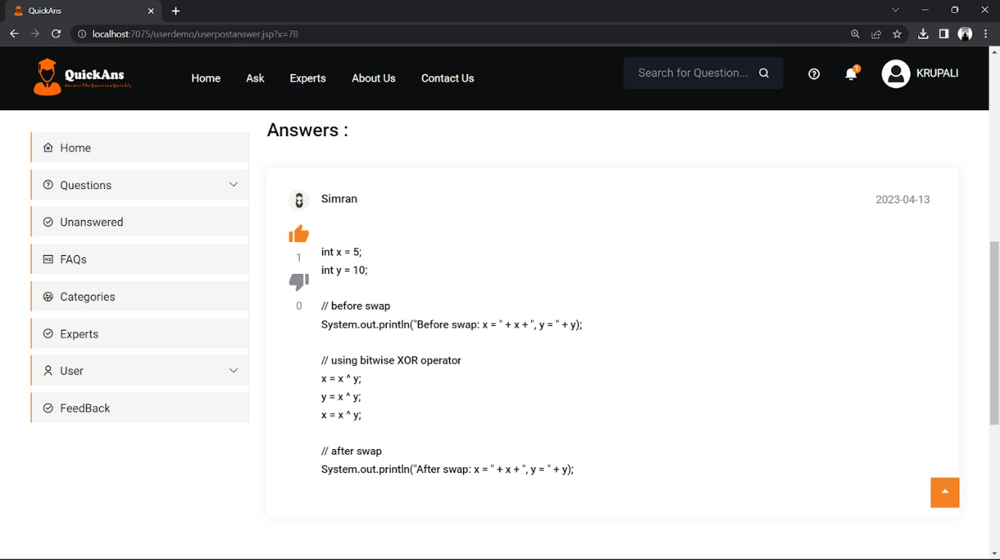 QuickAns
localhost:7075/userdemo/userpostanswer.jsp?x=78
QuickAns
AnswerTheQuestionQuickly
Home
Ask
Experts
About Us
Contact Us
Search for Question...
1
KRUPALI
Home
Questions
Unanswered
FAQs
Categories
Experts
User
FeedBack
Answers :
Simran
2023-04-13
1
0
int x = 5;
int y = 10;
// before swap
System.out.println("Before swap: x = " + x + ", y = " + y);
// using bitwise XOR operator
x = x ^ y;
y = x ^ y;
x = x ^ y;
// after swap
System.out.println("After swap: x = " + x + ", y = " + y);